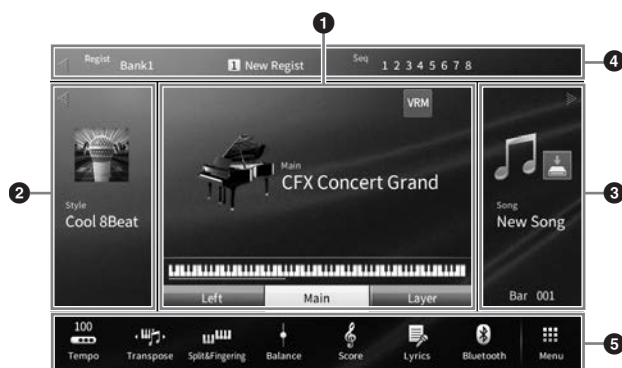 1
Regist Bank1 1 New Regist Seq 1 2 3 4 5 6 7 8
4
VRM
2
Style
Cool 8Beat
Main
CFX Concert Grand
Song
New Song
3
Left Main Layer
Bar 001
100
Tempo Transpose Split&Fingering Balance Score Lyrics Bluetooth Menu
5